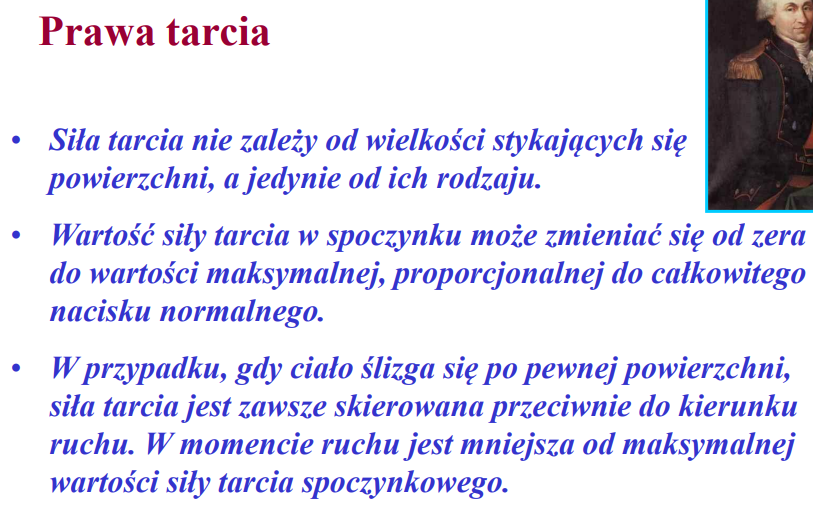 Prawa tarcia
• Siła tarcia nie zależy od wielkości stykających się
powierzchni, a jedynie od ich rodzaju.
• Wartość siły tarcia w spoczynku może zmieniać się od zera
do wartości maksymalnej, proporcjonalnej do całkowitego
nacisku normalnego.
• W przypadku, gdy ciało ślizga się po pewnej powierzchni,
siła tarcia jest zawsze skierowana przeciwnie do kierunku
ruchu. W momencie ruchu jest mniejsza od maksymalnej
wartości siły tarcia spoczynkowego.